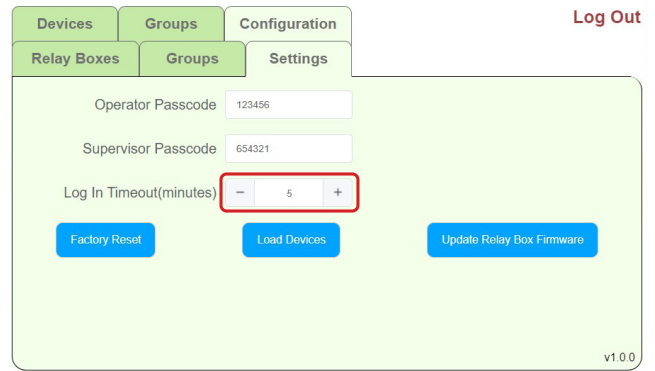 Devices Groups Configuration Log Out
Relay Boxes Groups Settings
Operator Passcode 123456
Supervisor Passcode 654321
Log In Timeout(minutes) − 5 +
Factory Reset Load Devices Update Relay Box Firmware
v1.0.0